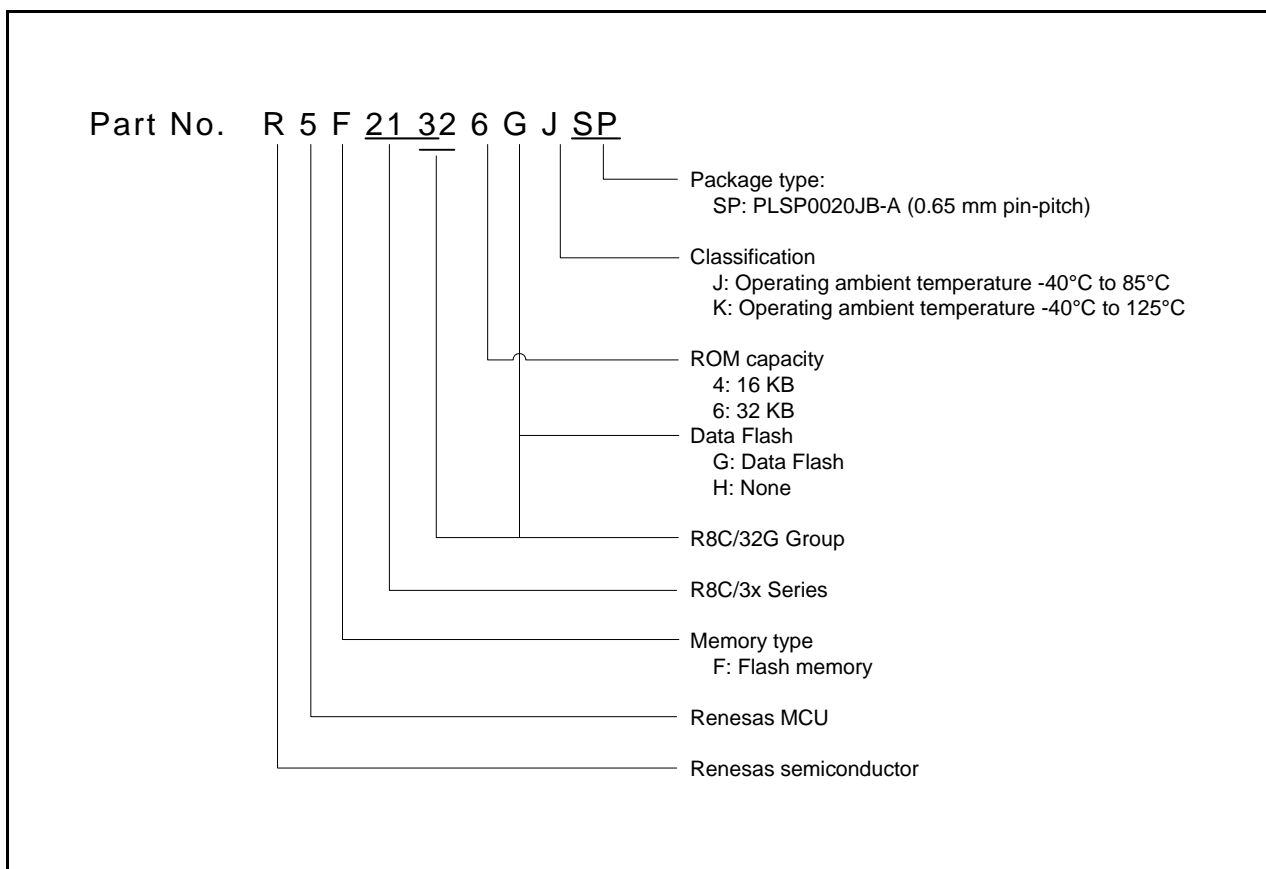 Part No. R 5 F 21 32 6 G J SP
Package type:
SP: PLSP0020JB-A (0.65 mm pin-pitch)
Classification
J: Operating ambient temperature -40°C to 85°C
K: Operating ambient temperature -40°C to 125°C
ROM capacity
4: 16 KB
6: 32 KB
Data Flash
G: Data Flash
H: None
R8C/32G Group
R8C/3x Series
Memory type
F: Flash memory
Renesas MCU
Renesas semiconductor